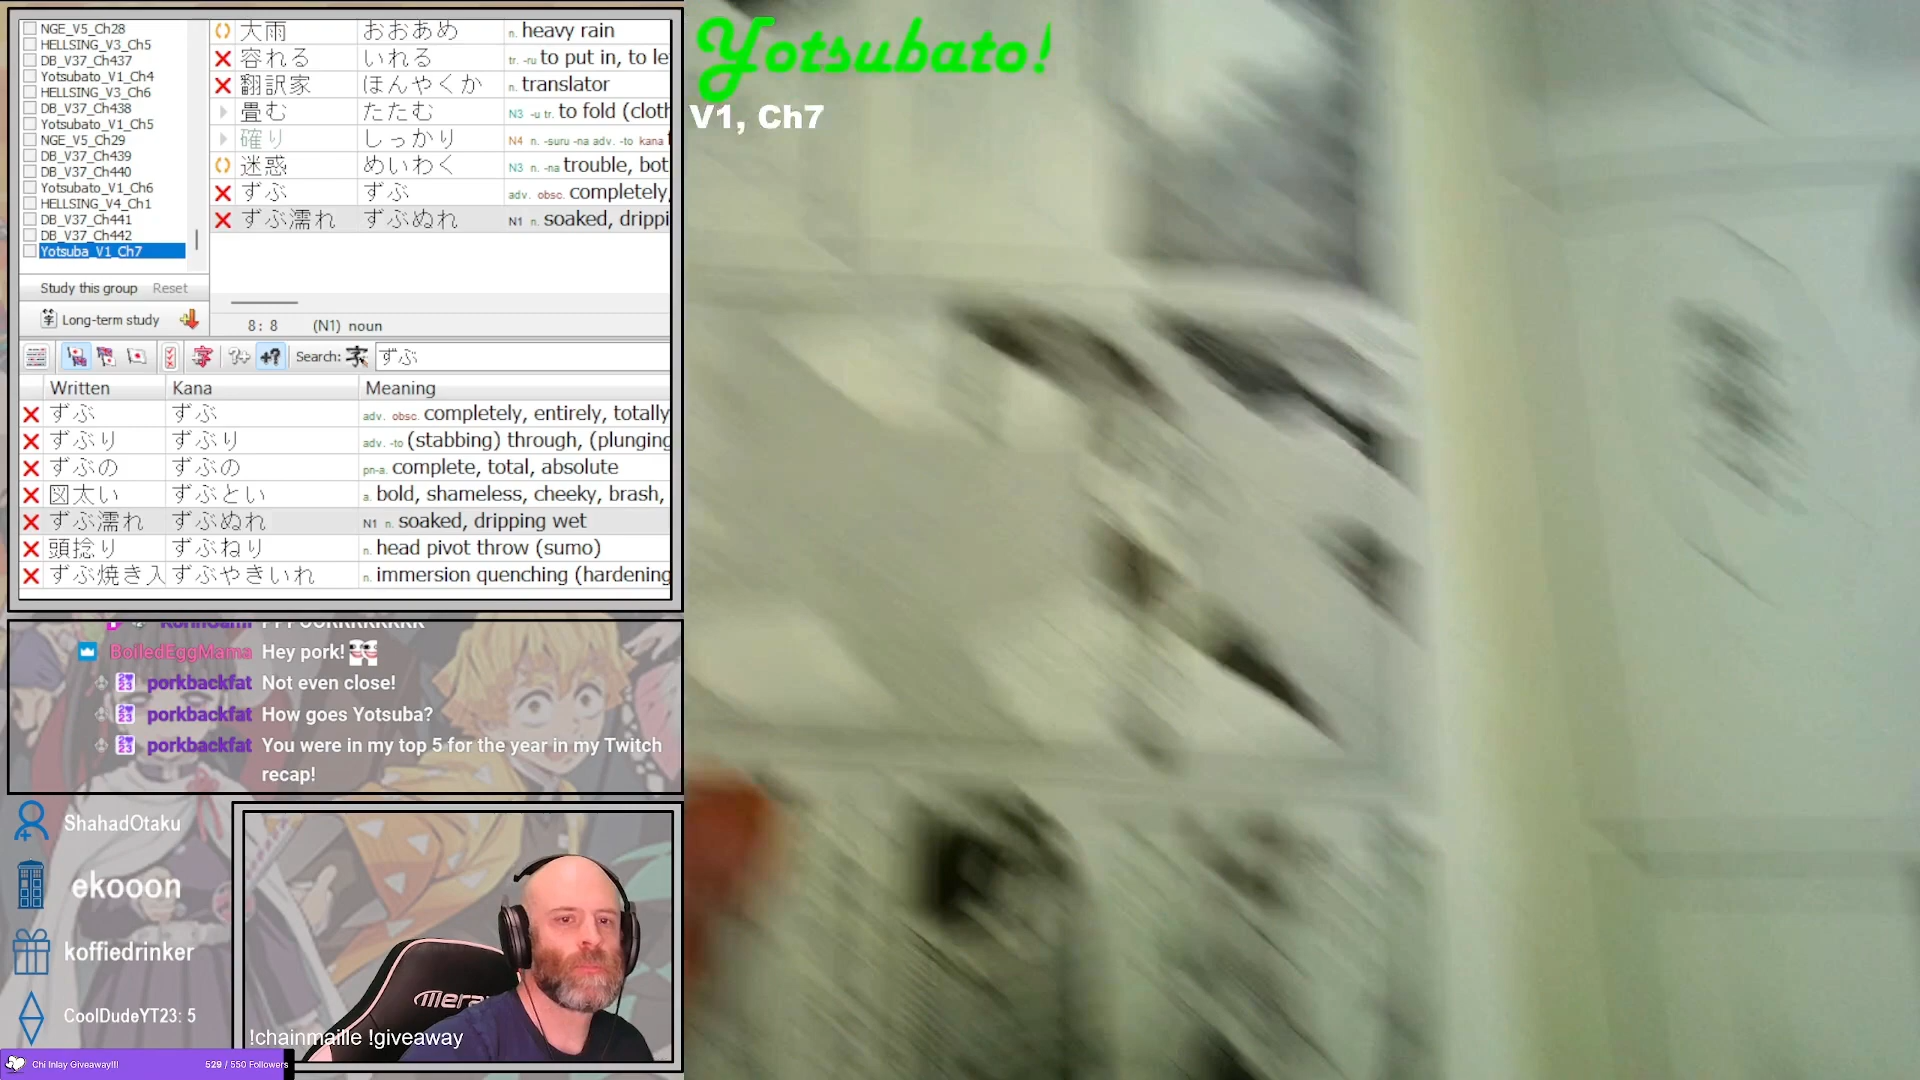 NGE_V5_Ch28
HELLSING_V3_Ch5
DB_V37_Ch437
Yotsubato_V1_Ch4
HELLSING_V3_Ch6
DB_V37_Ch438
Yotsubato_V1_Ch5
NGE_V5_Ch29
DB_V37_Ch439
DB_V37_Ch440
Yotsubato_V1_Ch6
HELLSING_V4_Ch1
DB_V37_Ch441
DB_V37_Ch442
Yotsuba_V1_Ch7
Study this group Reset
Long-term study
大雨 おおあめ n. heavy rain
容れる いれる tr. -ru to put in, to le
翻訳家 ほんやくか n. translator
畳む たたむ N3 -u tr. to fold (cloth
確り しっかり N4 n. -suru -na adv. -to kana
迷惑 めいわく N3 n. -na trouble, bot
ずぶ ずぶ adv. obsc. completely,
ずぶ濡れ ずぶぬれ N1 n. soaked, drippi
8: 8 (N1) noun
Search: ずぶ
Written Kana Meaning
ずぶ ずぶ adv. obsc. completely, entirely, totally
ずぶり ずぶり adv. -to (stabbing) through, (plunging
ずぶの ずぶの pn-a. complete, total, absolute
図太い ずぶとい a. bold, shameless, cheeky, brash,
ずぶ濡れ ずぶぬれ N1 n. soaked, dripping wet
頭捻り ずぶねり n. head pivot throw (sumo)
ずぶ焼き入 ずぶやきいれ n. immersion quenching (hardening
BoiledEggMama Hey pork!
porkbackfat Not even close!
porkbackfat How goes Yotsuba?
porkbackfat You were in my top 5 for the year in my Twitch
recap!
ShahadOtaku
ekooon
koffiedrinker
CoolDudeYT23: 5
Chi Inlay Giveaway!!! 529 / 550 Followers
!chainmaille !giveaway
Yotsubato!
V1, Ch7